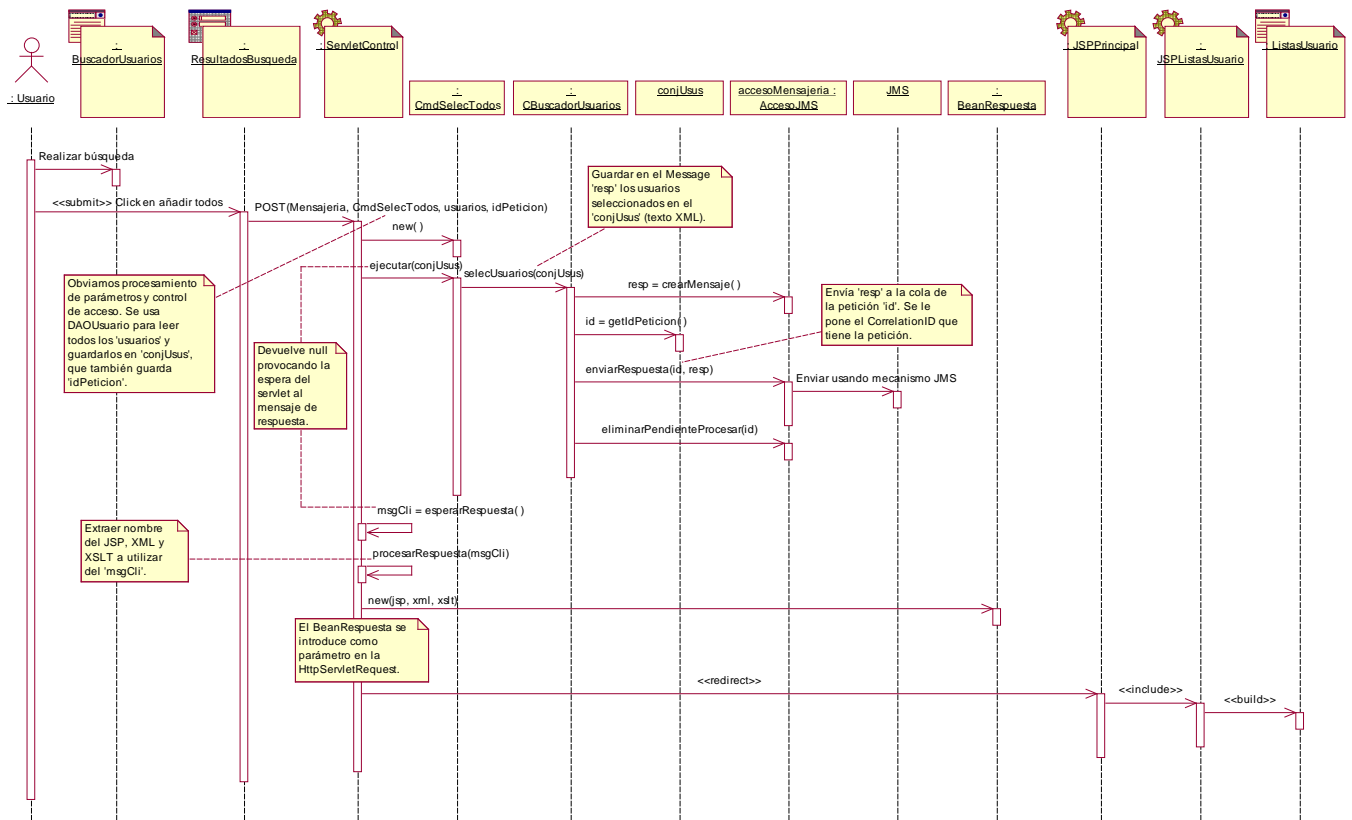 : Usuario
:
BuscadorUsuarios
:
ResultadosBusqueda
: ServletControl
:
CmdSelecTodos
:
CBuscadorUsuarios
conjUsus
accesoMensajeria :
AccesoJMS
JMS
:
BeanRespuesta
: JSPPrincipal
:
JSPListasUsuario
: ListasUsuario
Realizar búsqueda
<<submit>> Click en añadir todos
POST(Mensajeria, CmdSelecTodos, usuarios, idPeticion)
new( )
Guardar en el Message
'resp' los usuarios
seleccionados en el
'conjUsus' (texto XML).
ejecutar(conjUsus)
selecUsuarios(conjUsus)
Obviamos procesamiento
de parámetros y control
de acceso. Se usa
DAOUsuario para leer
todos los 'usuarios' y
guardarlos en 'conjUsus',
que también guarda
'idPeticion'.
resp = crearMensaje( )
Envía 'resp' a la cola de
la petición 'id'. Se le
pone el CorrelationID que
tiene la petición.
id = getIdPeticion( )
Devuelve null
provocando la
espera del
servlet al
mensaje de
respuesta.
enviarRespuesta(id, resp)
Enviar usando mecanismo JMS
eliminarPendienteProcesar(id)
msgCli = esperarRespuesta( )
Extraer nombre
del JSP, XML y
XSLT a utilizar
del 'msgCli'.
procesarRespuesta(msgCli)
new(jsp, xml, xslt)
El BeanRespuesta se
introduce como
parámetro en la
HttpServletRequest.
<<redirect>>
<<include>>
<<build>>